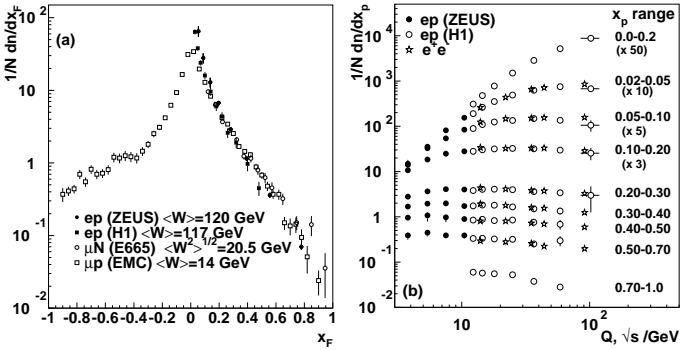 1/N dn/dx_F
10
1
10^-1
10^-2
(a)
ep (ZEUS) <W>=120 GeV
ep (H1) <W>=117 GeV
μN (E665) <W^2>^1/2=20.5 GeV
μp (EMC) <W>=14 GeV
-1 -0.8 -0.6 -0.4 -0.2 0 0.2 0.4 0.6 0.8 1
x_F
1/N dn/dx_p
10^5
10^4
10^3
10^2
10
1
10^-1
10^-2
ep (ZEUS)
ep (H1)
e^+e^-
x_p range
0.0-0.2
(x 50)
0.02-0.05
(x 10)
0.05-0.10
(x 5)
0.10-0.20
(x 3)
0.20-0.30
0.30-0.40
0.40-0.50
0.50-0.70
0.70-1.0
(b)
10 10^2
Q, √s /GeV